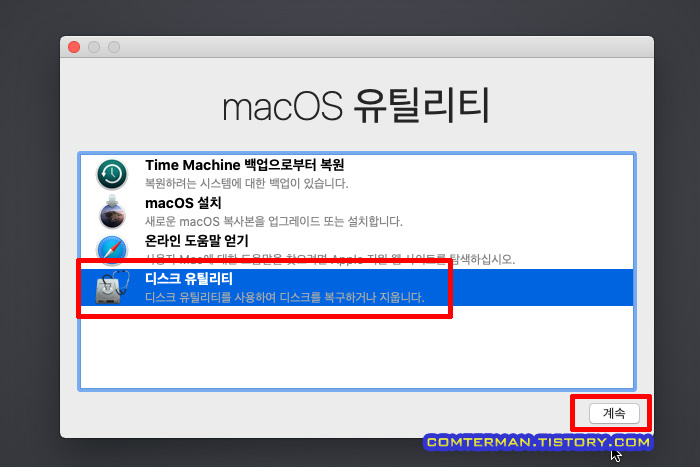 macOS 유틸리티
Time Machine 백업으로부터 복원
복원하려는 시스템에 대한 백업이 있습니다.
macOS 설치
새로운 macOS 복사본을 업그레이드 또는 설치합니다.
온라인 도움말 얻기
사용자 Mac에 대한 도움말을 찾으려면 Apple 지원 웹 사이트를 탐색하십시오.
디스크 유틸리티
디스크 유틸리티를 사용하여 디스크를 복구하거나 지웁니다.
계속
COMTERMAN.TISTORY.COM